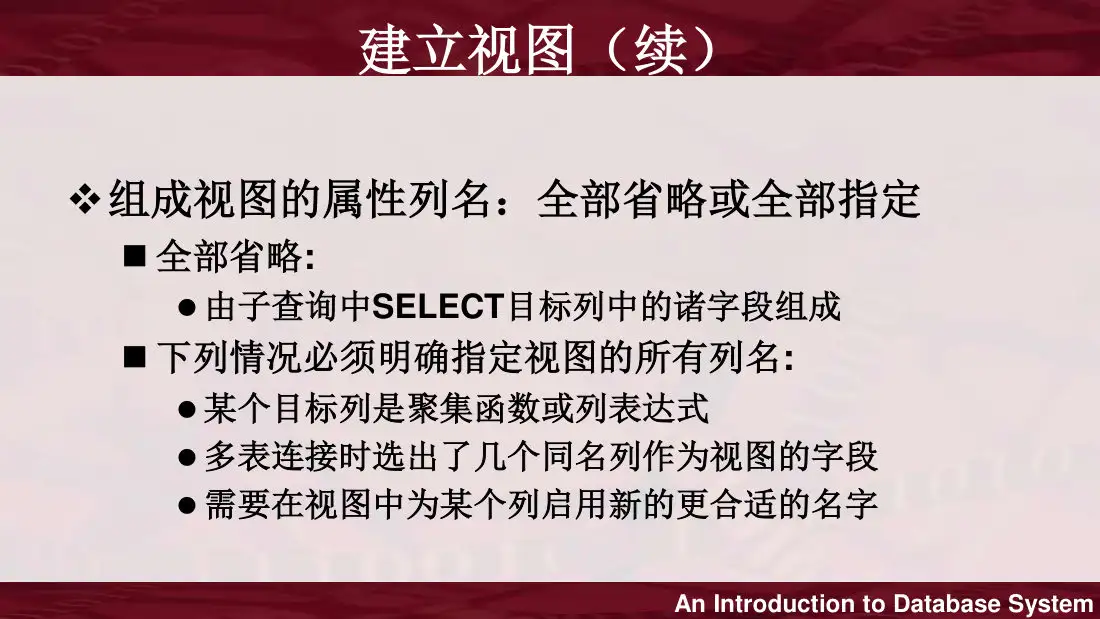 建立视图（续）
❖组成视图的属性列名：全部省略或全部指定
■ 全部省略:
● 由子查询中SELECT目标列中的诸字段组成
■ 下列情况必须明确指定视图的所有列名:
● 某个目标列是聚集函数或列表达式
● 多表连接时选出了几个同名列作为视图的字段
● 需要在视图中为某个列启用新的更合适的名字
An Introduction to Database System